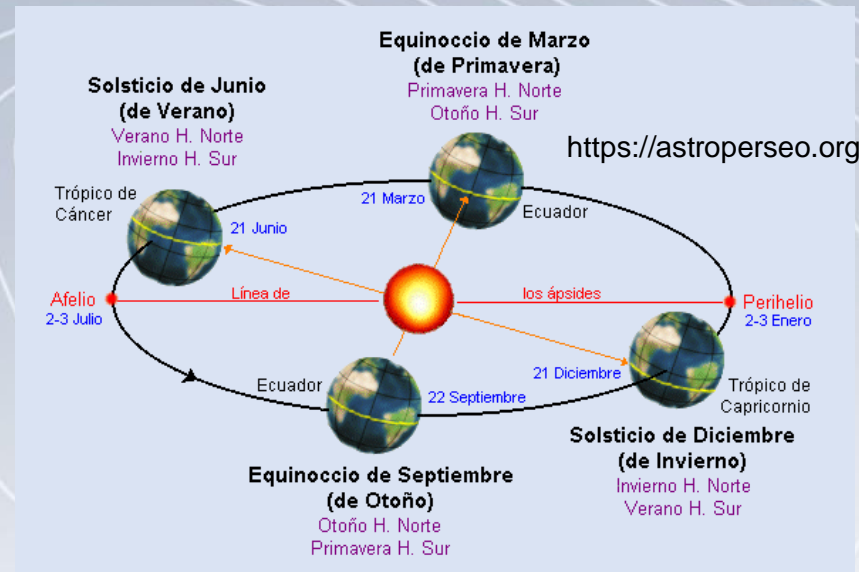 Equinoccio de Marzo
(de Primavera)
Primavera H. Norte
Otoño H. Sur
Solsticio de Junio
(de Verano)
Verano H. Norte
Invierno H. Sur
https://astroperseo.org
Trópico de
Cáncer
21 Junio
21 Marzo
Ecuador
Afelio
2-3 Julio
Línea de
los ápsides
Perihelio
2-3 Enero
Ecuador
22 Septiembre
21 Diciembre
Trópico de
Capricornio
Solsticio de Diciembre
(de Invierno)
Invierno H. Norte
Verano H. Sur
Equinoccio de Septiembre
(de Otoño)
Otoño H. Norte
Primavera H. Sur